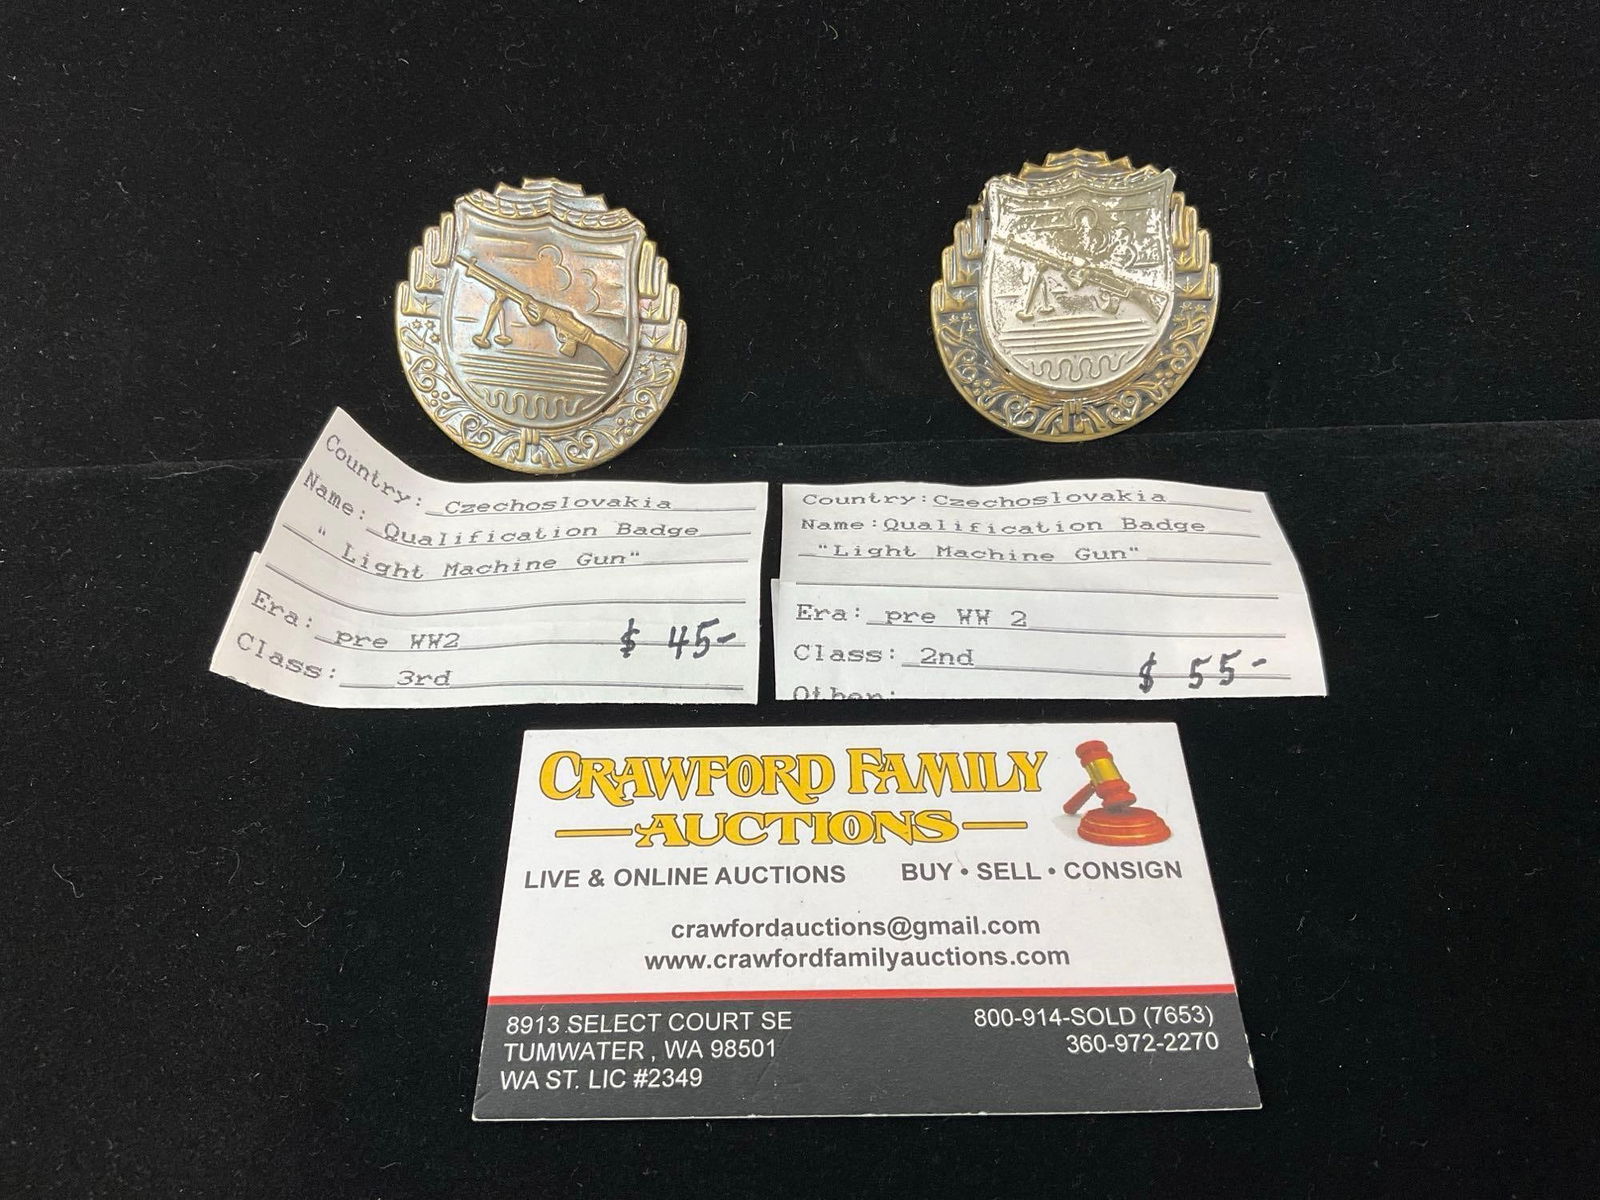 Country: Czechoslovakia
Name: Qualification Badge
" Light Machine Gun"
Era: pre WW2
$ 45-
Class: 3rd
Country: Czechoslovakia
Name: Qualification Badge
"Light Machine Gun"
Era: pre WW 2
Class: 2nd
$ 55-
Other:
CRAWFORD FAMILY
AUCTIONS
LIVE & ONLINE AUCTIONS BUY • SELL • CONSIGN
crawfordauctions@gmail.com
www.crawfordfamilyauctions.com
8913 SELECT COURT SE
TUMWATER , WA 98501
WA ST. LIC #2349
800-914-SOLD (7653)
360-972-2270